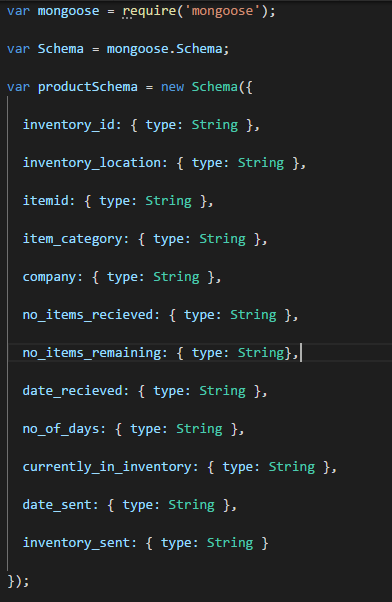 var mongoose = require('mongoose');
var Schema = mongoose.Schema;
var productSchema = new Schema({
inventory_id: { type: String },
inventory_location: { type: String },
itemid: { type: String },
item_category: { type: String },
company: { type: String },
no_items_recieved: { type: String },
no_items_remaining: { type: String},
date_recieved: { type: String },
no_of_days: { type: String },
currently_in_inventory: { type: String },
date_sent: { type: String },
inventory_sent: { type: String }
});